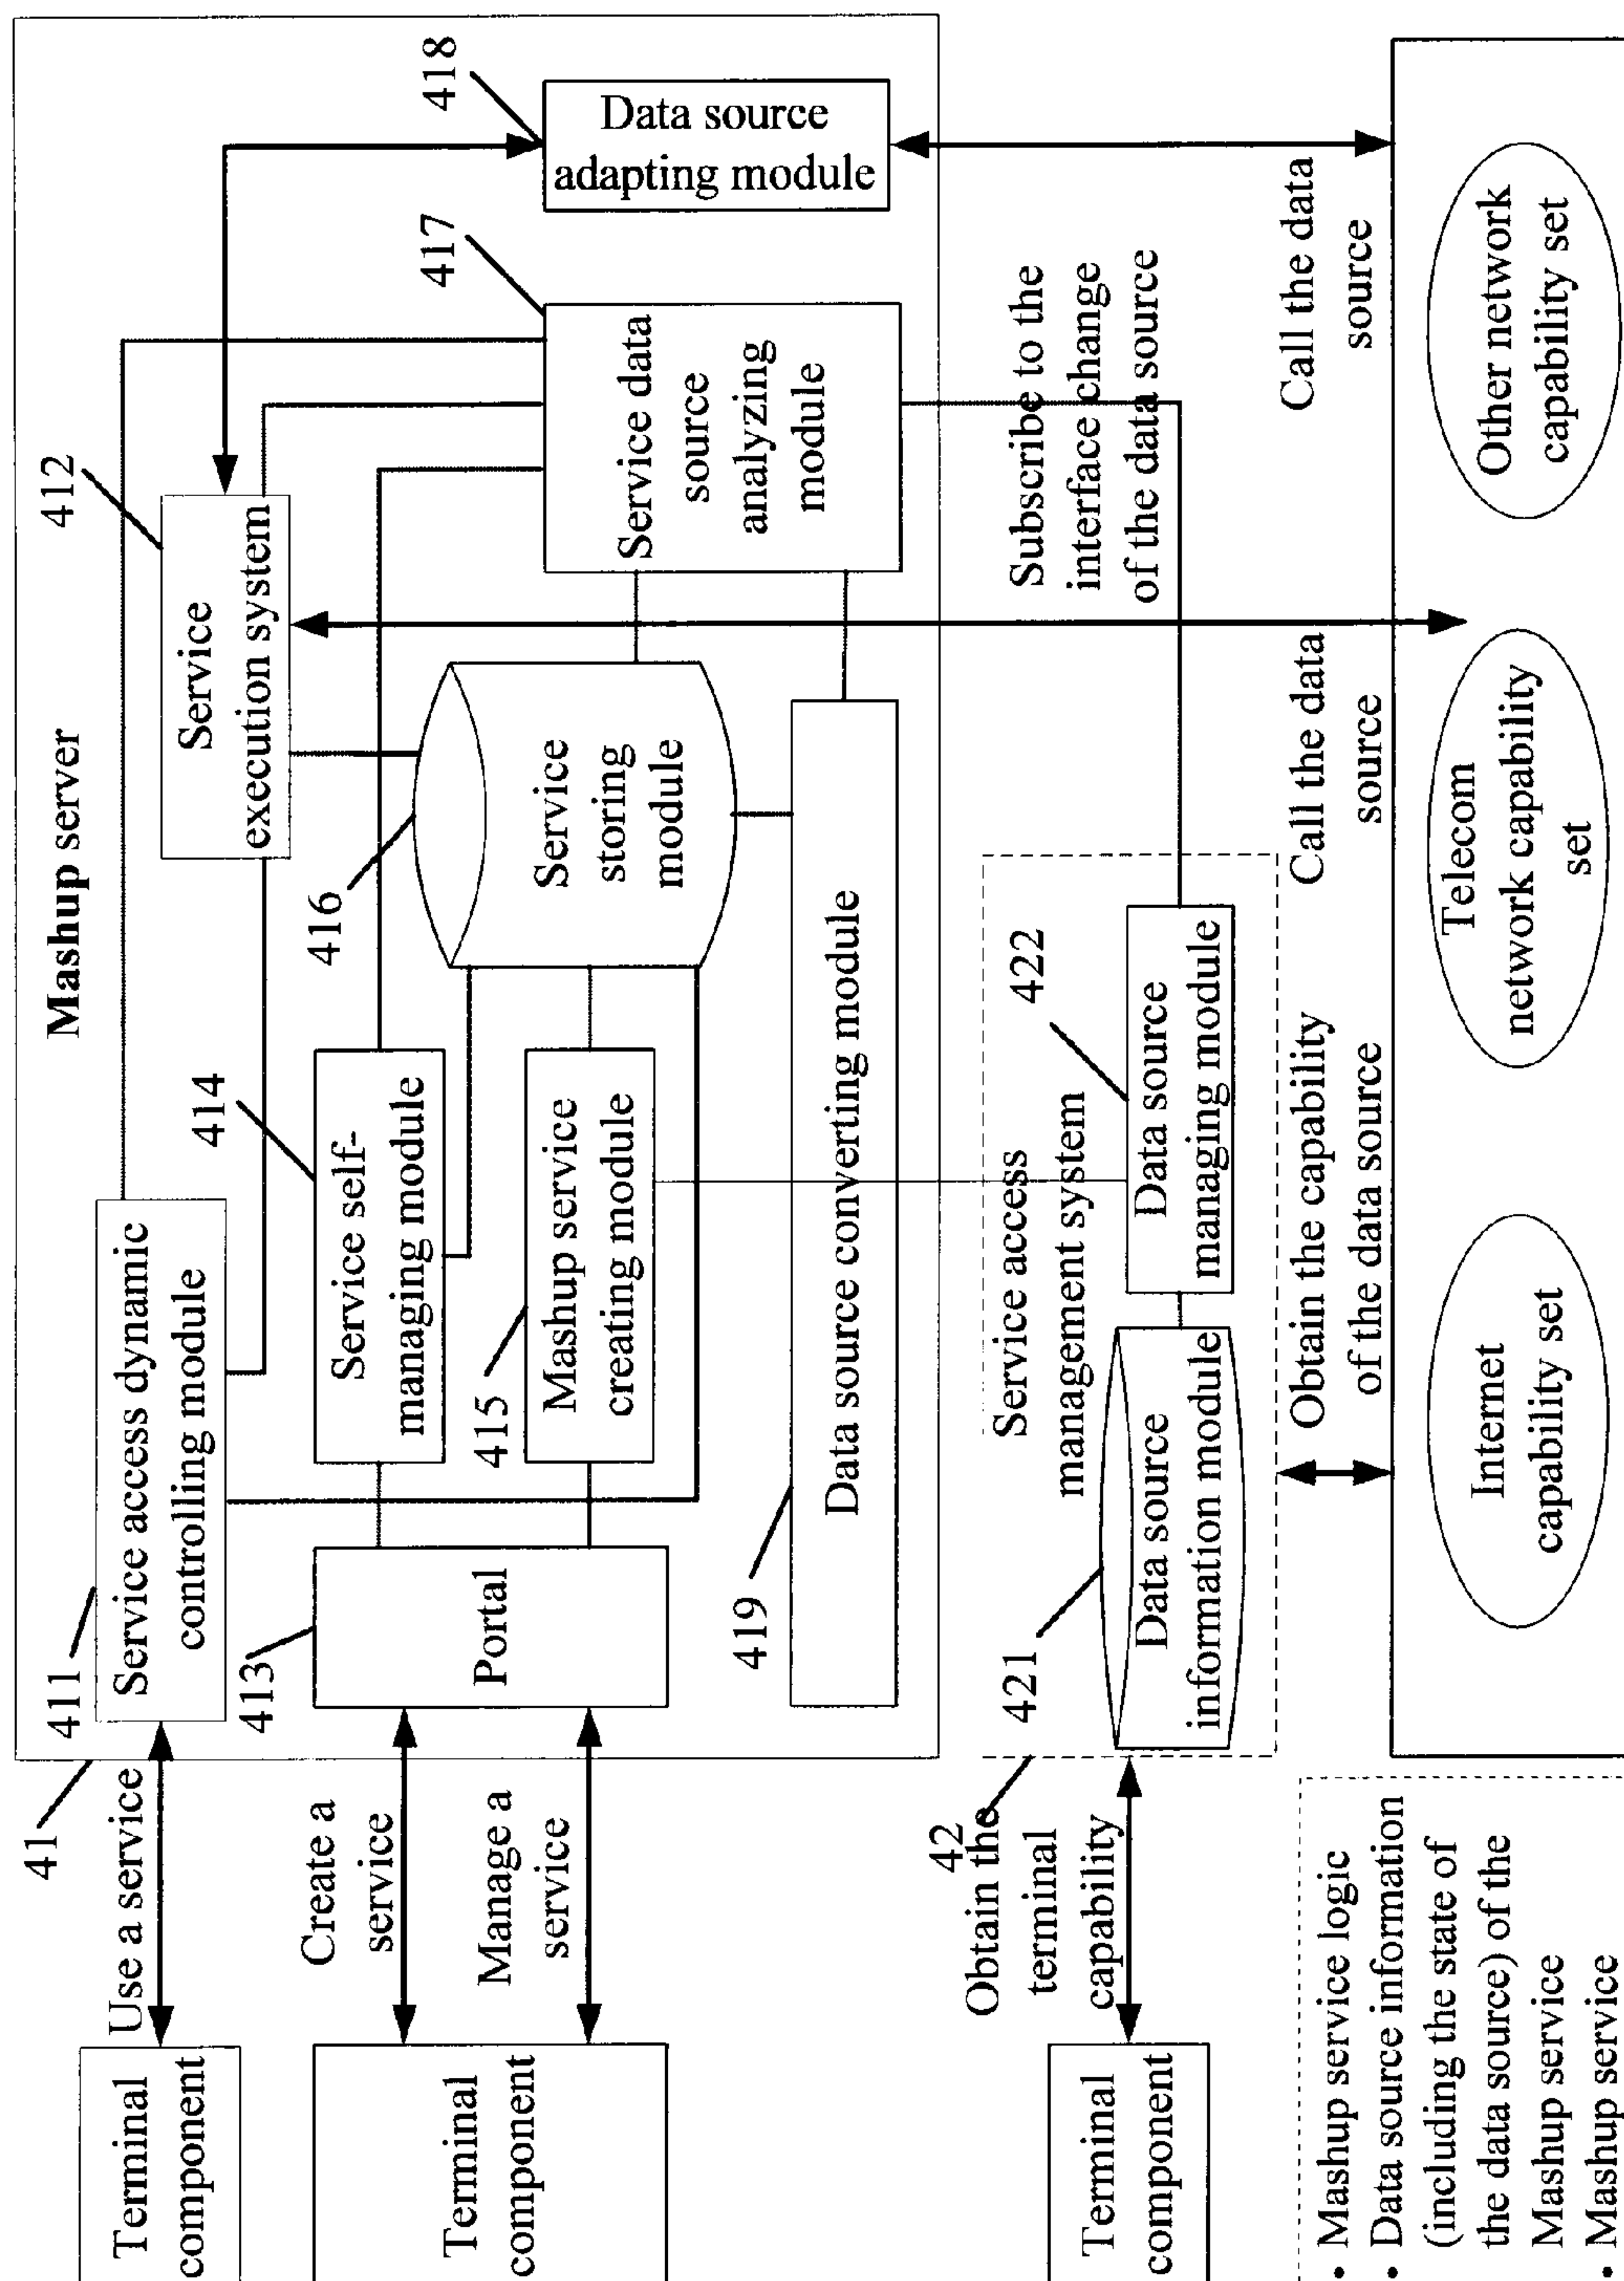 Mashup server
41
411
Service access dynamic
controlling module
412
Service
execution system
413
Portal
414
Service self-
managing module
415
Mashup service
creating module
416
Service
storing
module
417
Service data
source
analyzing
module
418
Data source
adapting module
419
Data source converting module
Terminal
component
Use a service
Terminal
component
Create a
service
Manage a
service
Terminal
component
42
Obtain the
terminal
capability
421
Data source
information module
Service access
management system
422
Data source
managing module
Subscribe to the
interface change
of the data source
Obtain the capability
of the data source
Call the data
source
Call the data
source
Internet
capability set
Telecom
network capability
set
Other network
capability set
• Mashup service logic
• Data source information
(including the state of
the data source) of the
Mashup service
• Mashup service